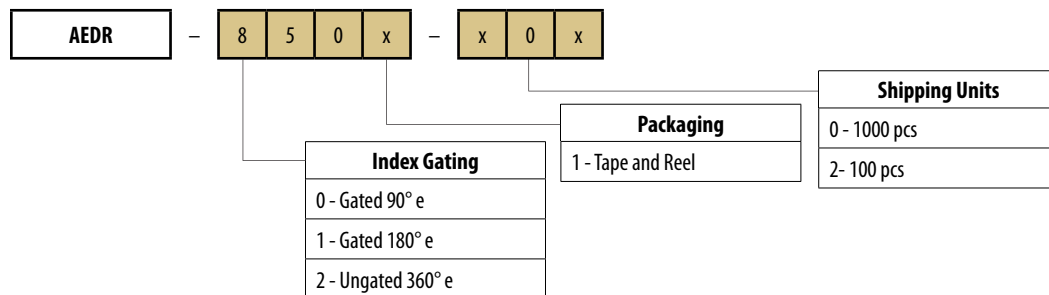 AEDR – 8 5 0 x – x 0 x
Shipping Units
0 - 1000 pcs
2- 100 pcs
Packaging
1 - Tape and Reel
Index Gating
0 - Gated 90° e
1 - Gated 180° e
2 - Ungated 360° e